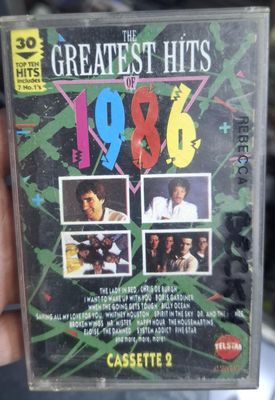 30
TOP TEN
HITS
includes
7 No.1's
THE
GREATEST HITS
OF
1986
REBECCA
THE LADY IN RED. CHRIS DE BURGH
I WANT TO WAKE UP WITH YOU. BORIS GARDINER
WHEN THE GOING GETS TOUGH. BILLY OCEAN
SAVING ALL MY LOVE FOR YOU. WHITNEY HOUSTON SPIRIT IN THE SKY. DR. AND THE
BROKEN WINGS. MR. MISTER HAPPY HOUR. THE HOUSEMARTINS
ELOISE. THE DAMNED SYSTEM ADDICT. FIVE STAR
and more, more, more!
CASSETTE 2
TELSTAR